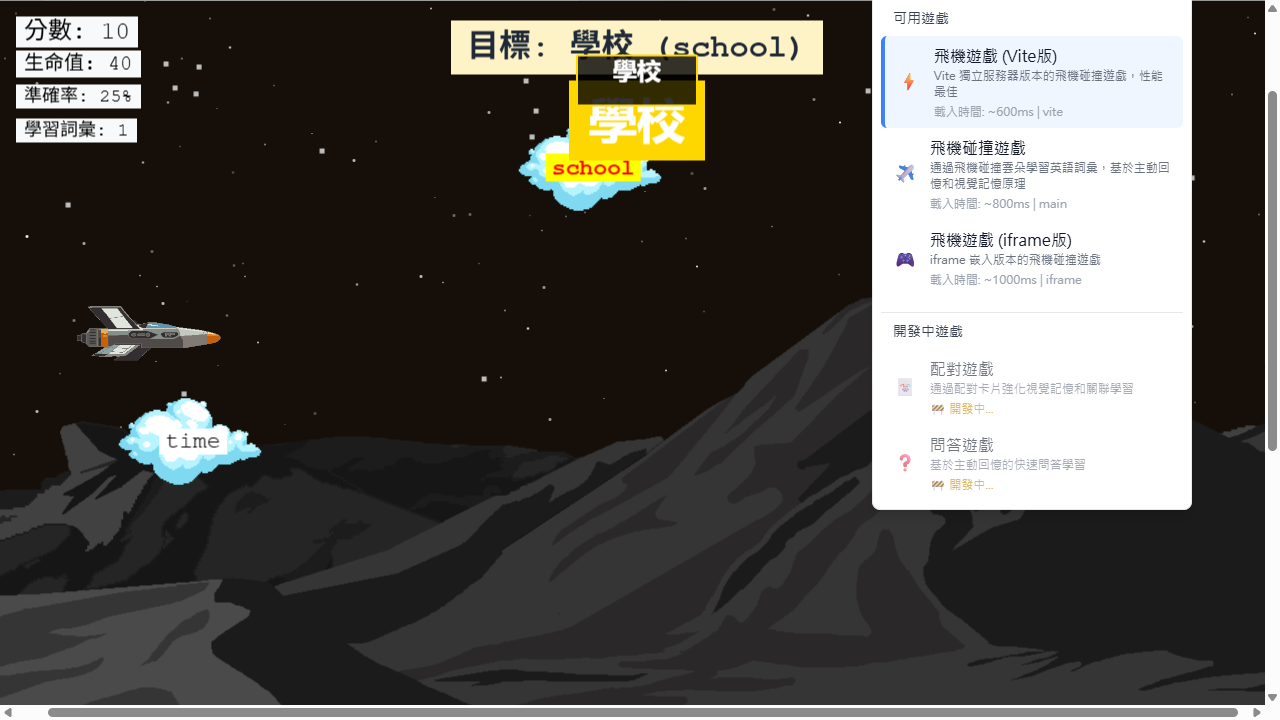 分數: 10
生命值: 40
準確率: 25%
學習詞彙: 1
目標: 學校 (school)
學校
學校
school
time
可用遊戲
飛機遊戲 (Vite版)
Vite 獨立服務器版本的飛機碰撞遊戲，性能
最佳
載入時間: ~600ms | vite
飛機碰撞遊戲
通過飛機碰撞雲朵學習英語詞彙，基於主動回
憶和視覺記憶原理
載入時間: ~800ms | main
飛機遊戲 (iframe版)
iframe 嵌入版本的飛機碰撞遊戲
載入時間: ~1000ms | iframe
開發中遊戲
配對遊戲
通過配對卡片強化視覺記憶和關聯學習
開發中...
問答遊戲
基於主動回憶的快速問答學習
開發中...